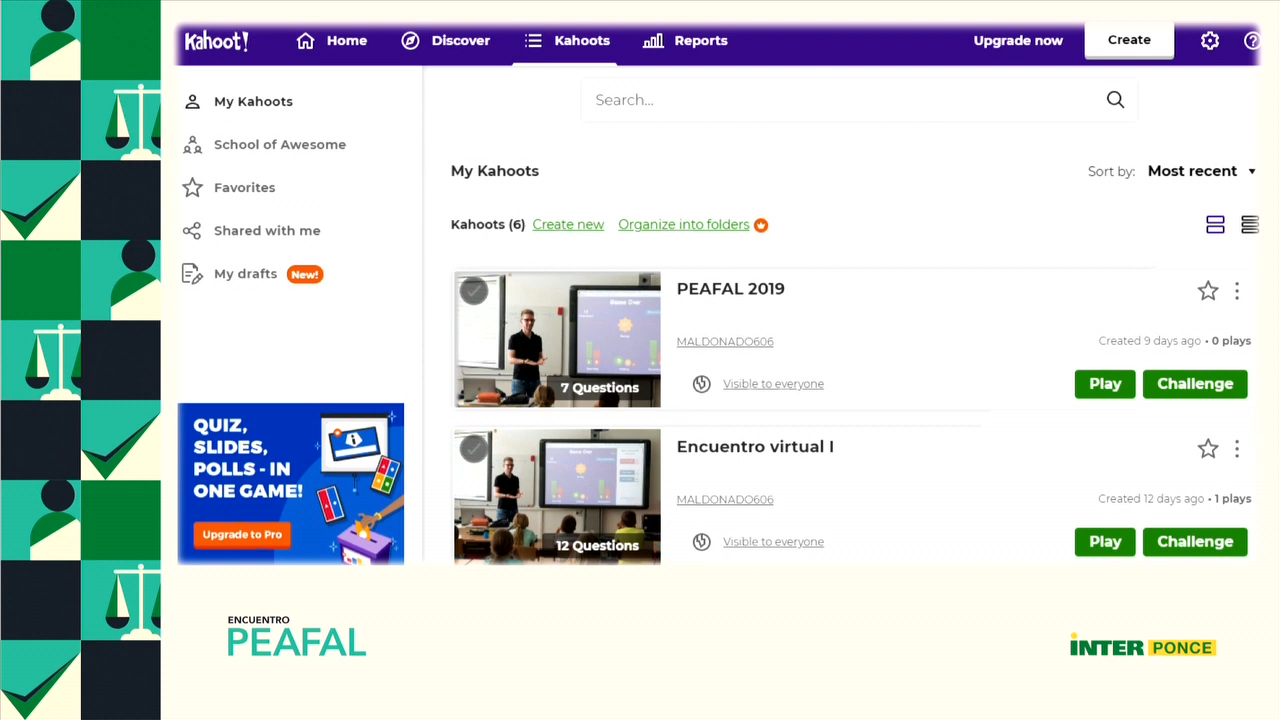 Kahoot! Home Discover Kahoots Reports Upgrade now Create
My Kahoots
School of Awesome
Favorites
Shared with me
My drafts New!
QUIZ,
SLIDES,
POLLS - IN
ONE GAME!
Upgrade to Pro
Search...
My Kahoots Sort by: Most recent
Kahoots (6) Create new Organize into folders
PEAFAL 2019
MALDONADO606 Created 9 days ago • 0 plays
7 Questions Visible to everyone Play Challenge
Encuentro virtual I
MALDONADO606 Created 12 days ago • 1 plays
12 Questions Visible to everyone Play Challenge
ENCUENTRO
PEAFAL
INTER PONCE